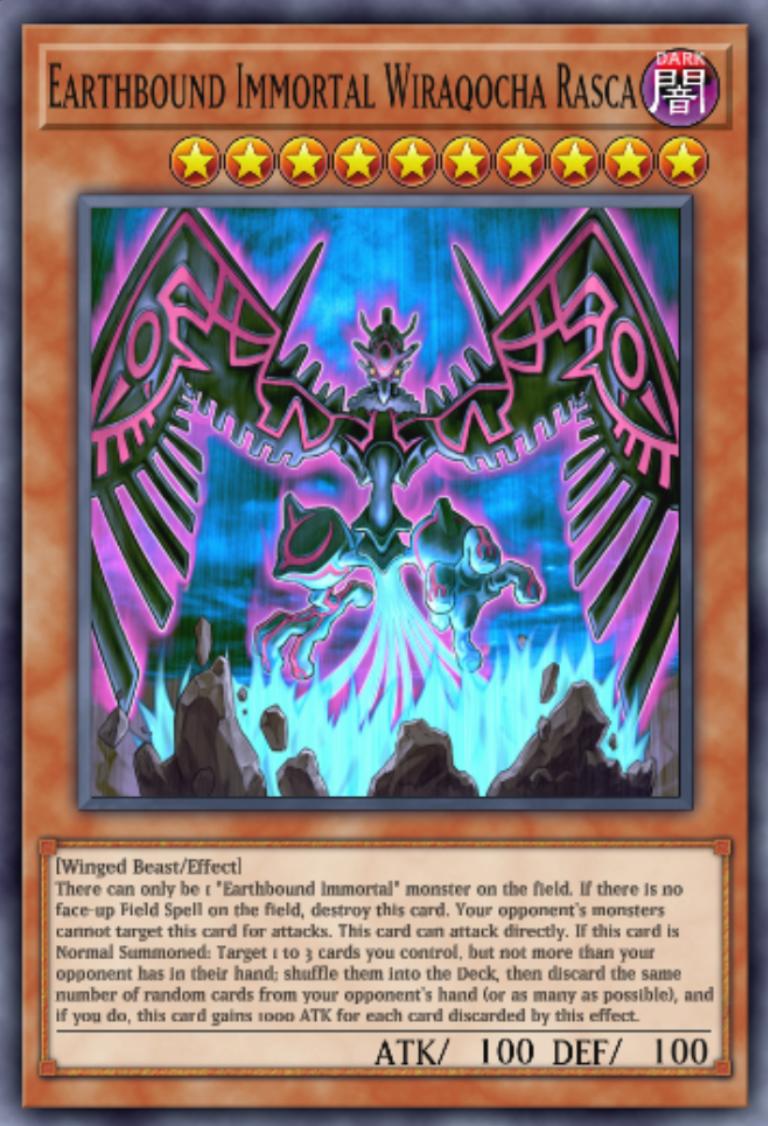 Earthbound Immortal Wiraqocha Rasca
DARK
闇
[Winged Beast/Effect]
There can only be 1 "Earthbound Immortal" monster on the field. If there is no
face-up Field Spell on the field, destroy this card. Your opponent's monsters
cannot target this card for attacks. This card can attack directly. If this card is
Normal Summoned: Target 1 to 3 cards you control, but not more than your
opponent has in their hand; shuffle them into the Deck, then discard the same
number of random cards from your opponent's hand (or as many as possible), and
if you do, this card gains 1000 ATK for each card discarded by this effect.
ATK/ 100 DEF/ 100